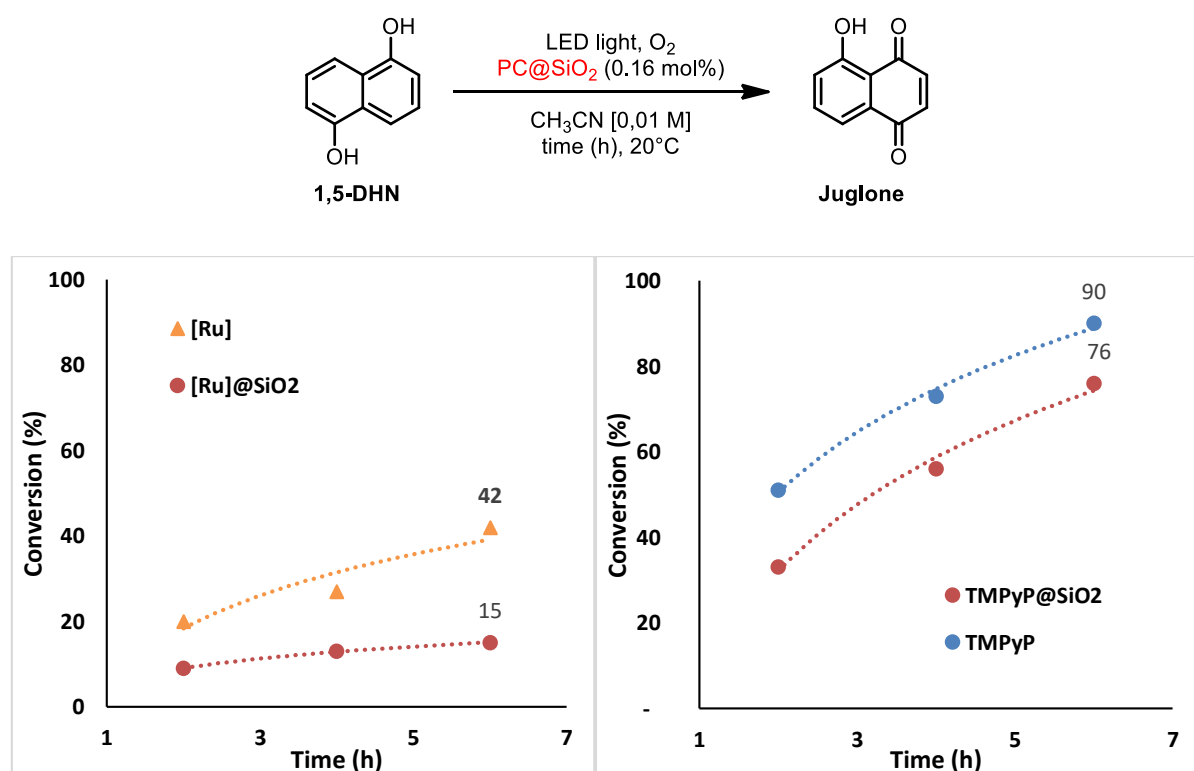 OH
OH
1,5-DHN
LED light, O₂
PC@SiO₂ (0.16 mol%)
CH₃CN [0,01 M]
time (h), 20°C
OH
O
O
Juglone
Conversion (%)
100
80
60
40
20
0
[Ru]
[Ru]@SiO2
42
15
1
3
5
7
Time (h)
Conversion (%)
100
80
60
40
20
-
90
76
TMPyP@SiO2
TMPyP
1
3
5
7
Time (h)